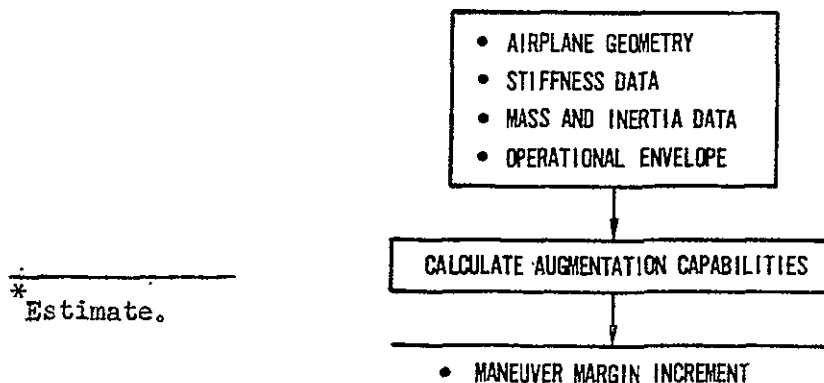 • AIRPLANE GEOMETRY
• STIFFNESS DATA
• MASS AND INERTIA DATA
• OPERATIONAL ENVELOPE
CALCULATE AUGMENTATION CAPABILITIES
*Estimate.
• MANEUVER MARGIN INCREMENT